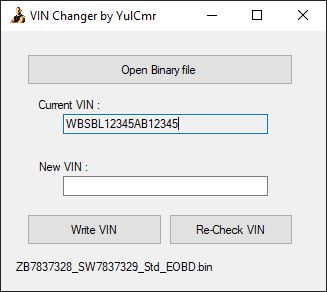 VIN Changer by YulCmr
Open Binary file
Current VIN :
WBSBL12345AB12345
New VIN :
Write VIN
Re-Check VIN
ZB7837328_SW7837329_Std_EOBD.bin